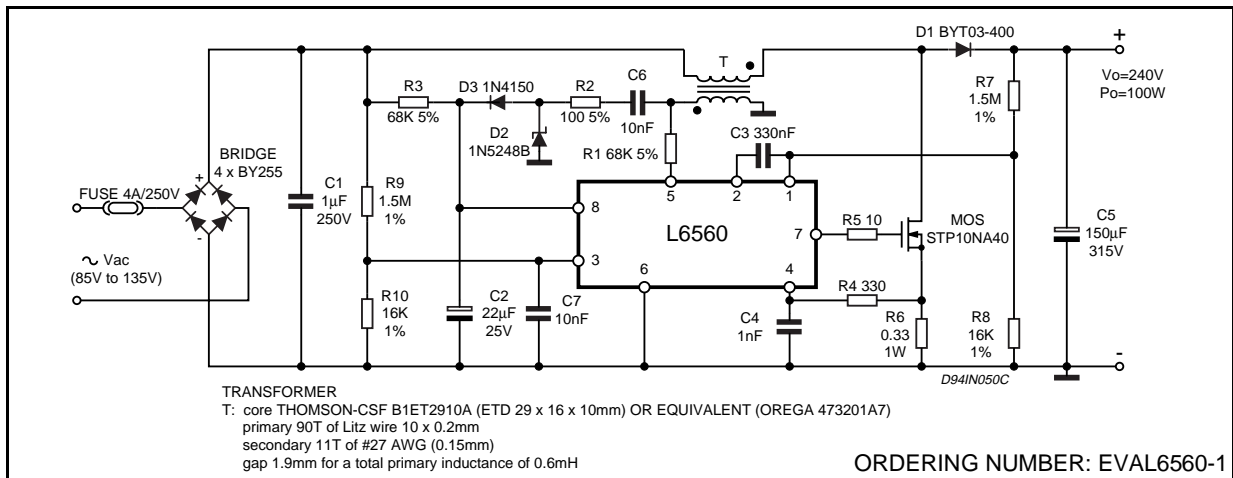 D1 BYT03-400
+
T
Vo=240V
Po=100W
R3
68K 5%
D3 1N4150
R2
100 5%
C6
10nF
R7
1.5M
1%
D2
1N5248B
R1 68K 5%
C3 330nF
BRIDGE
4 x BY255
+
-
FUSE 4A/250V
C1
1µF
250V
R9
1.5M
1%
5
2
1
8
L6560
7
R5 10
MOS
STP10NA40
C5
150µF
315V
Vac
(85V to 135V)
3
6
4
R10
16K
1%
C2
22µF
25V
C7
10nF
C4
1nF
R4 330
R6
0.33
1W
R8
16K
1%
-
D94IN050C
TRANSFORMER
T: core THOMSON-CSF B1ET2910A (ETD 29 x 16 x 10mm) OR EQUIVALENT (OREGA 473201A7)
primary 90T of Litz wire 10 x 0.2mm
secondary 11T of #27 AWG (0.15mm)
gap 1.9mm for a total primary inductance of 0.6mH
ORDERING NUMBER: EVAL6560-1